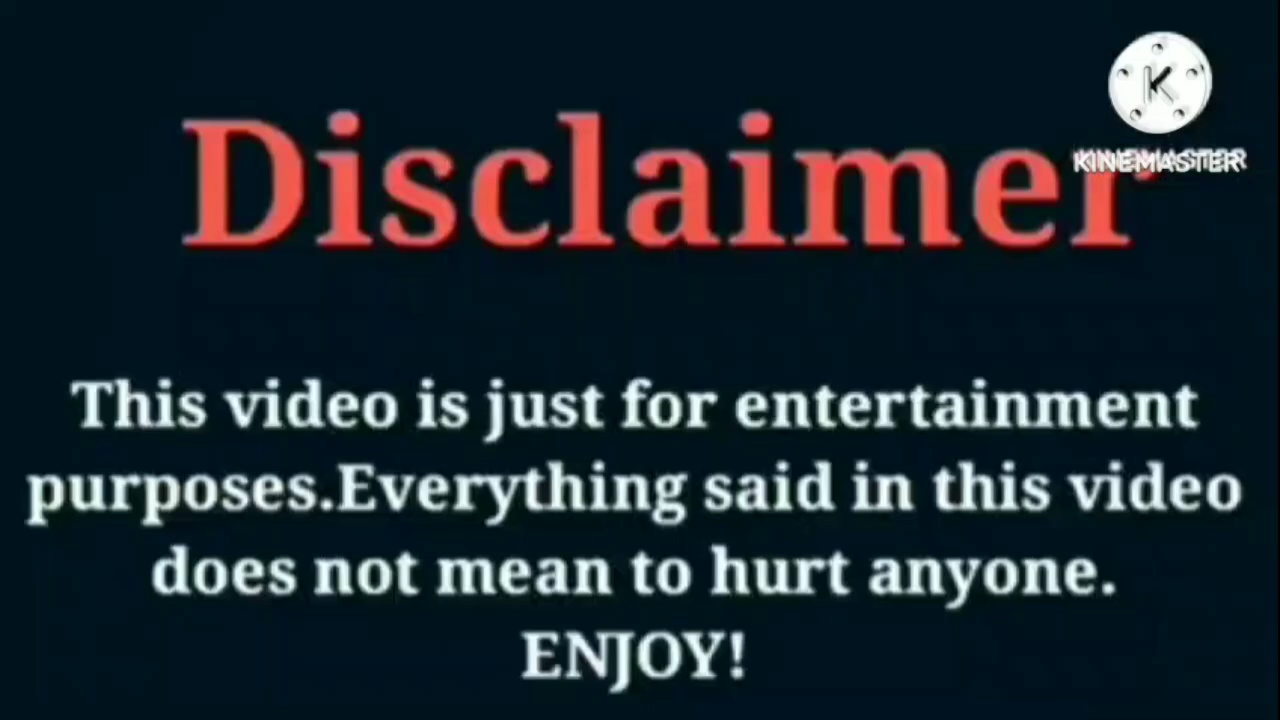 K
KINEMASTER
Disclaimer
This video is just for entertainment
purposes.Everything said in this video
does not mean to hurt anyone.
ENJOY!